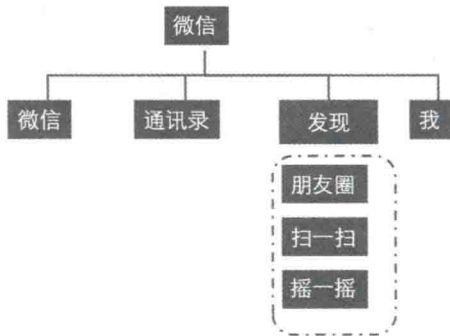 微信
微信 通讯录 发现 我
朋友圈
扫一扫
摇一摇